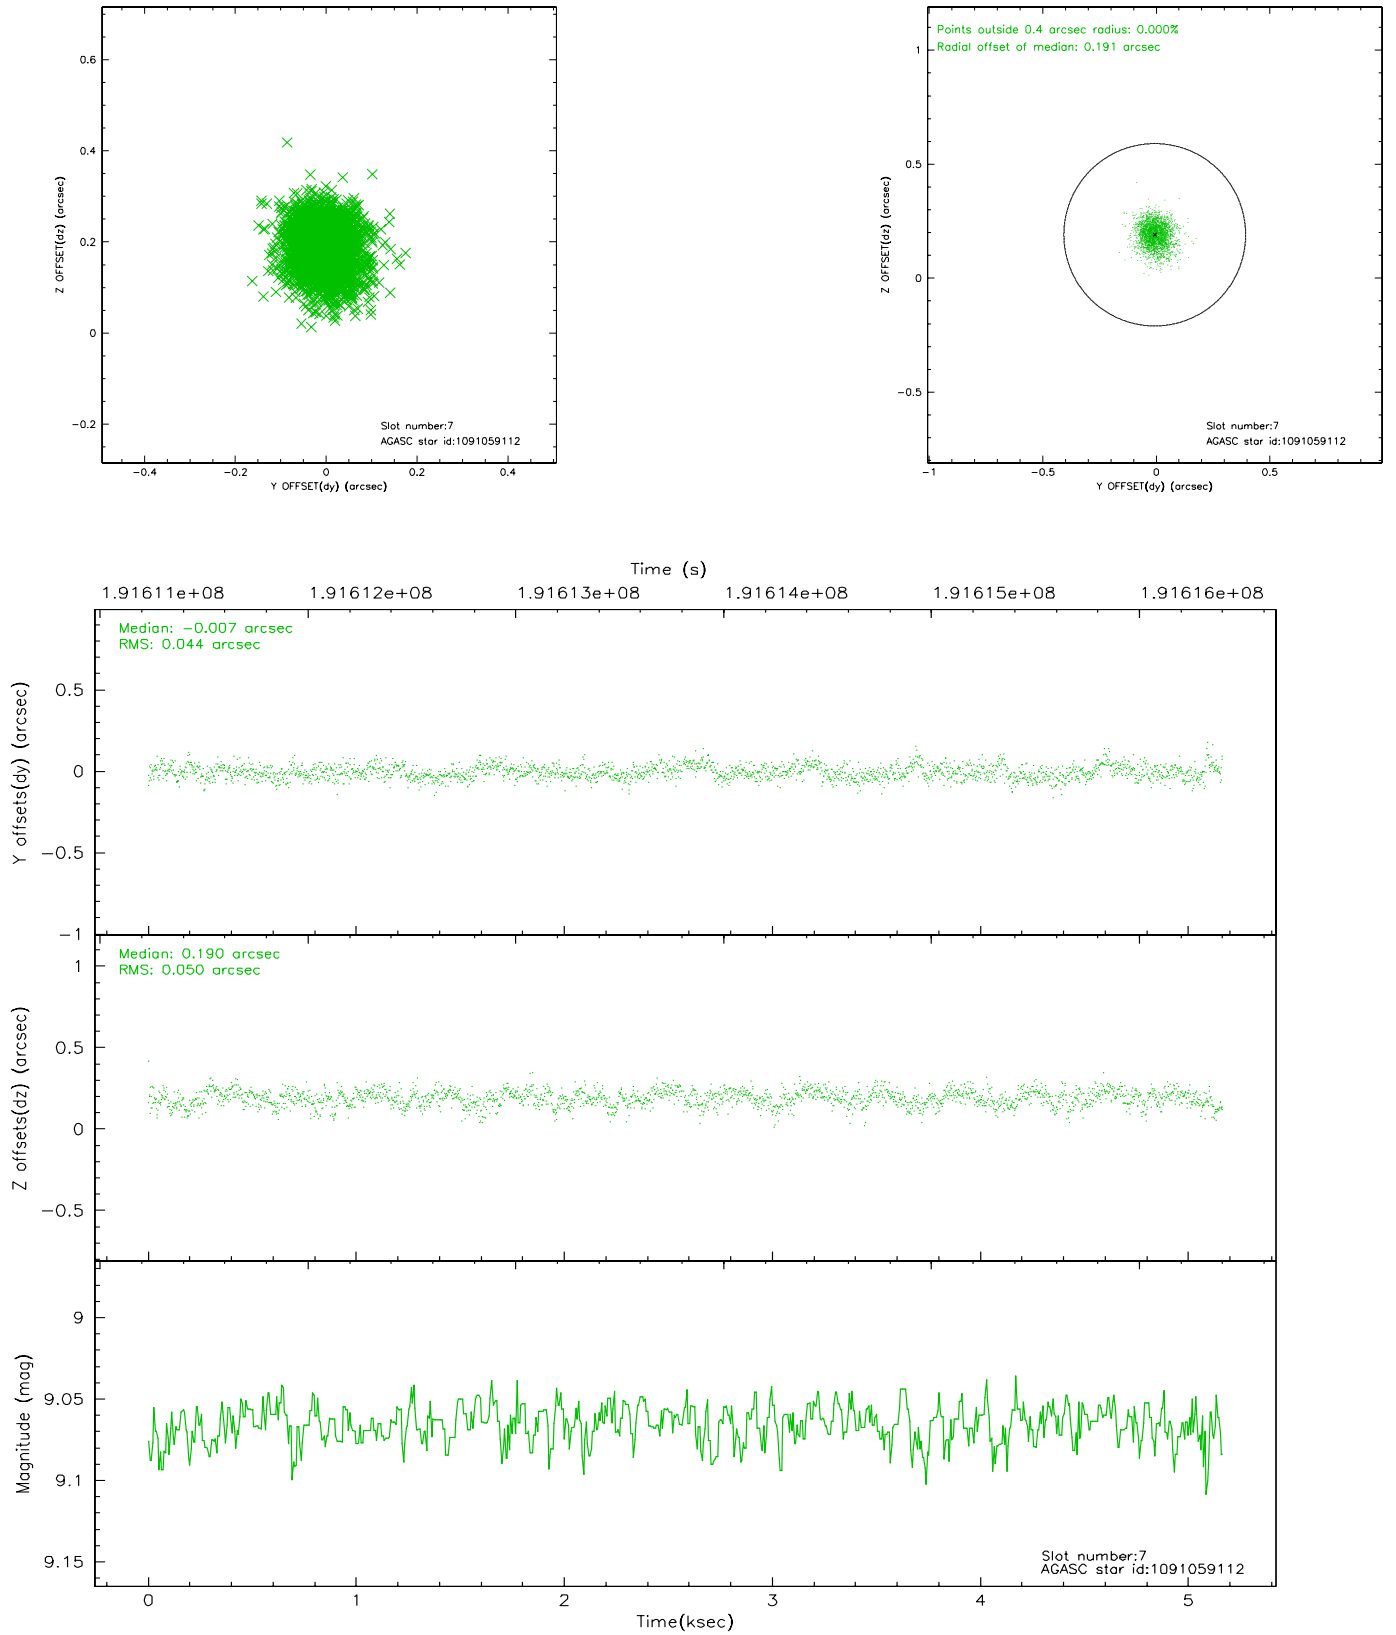 0.6
0.4
0.2
0
−0.2
Z OFFSET(dz) (arcsec)
Slot number:7
AGASC star id:1091059112
−0.4 −0.2 0 0.2 0.4
Y OFFSET(dy) (arcsec)
Points outside 0.4 arcsec radius: 0.000%
Radial offset of median: 0.191 arcsec
1
0.5
0
−0.5
Z OFFSET(dz) (arcsec)
Slot number:7
AGASC star id:1091059112
−1 −0.5 0 0.5
Y OFFSET(dy) (arcsec)
Time (s)
1.91611e+08 1.91612e+08 1.91613e+08 1.91614e+08 1.91615e+08 1.91616e+08
Median: −0.007 arcsec
RMS: 0.044 arcsec
0.5
0
−0.5
−1
Y offsets(dy) (arcsec)
Median: 0.190 arcsec
RMS: 0.050 arcsec
1
0.5
0
−0.5
Z offsets(dz) (arcsec)
9
9.05
9.1
9.15
Magnitude (mag)
Slot number:7
AGASC star id:1091059112
0 1 2 3 4 5
Time(ksec)